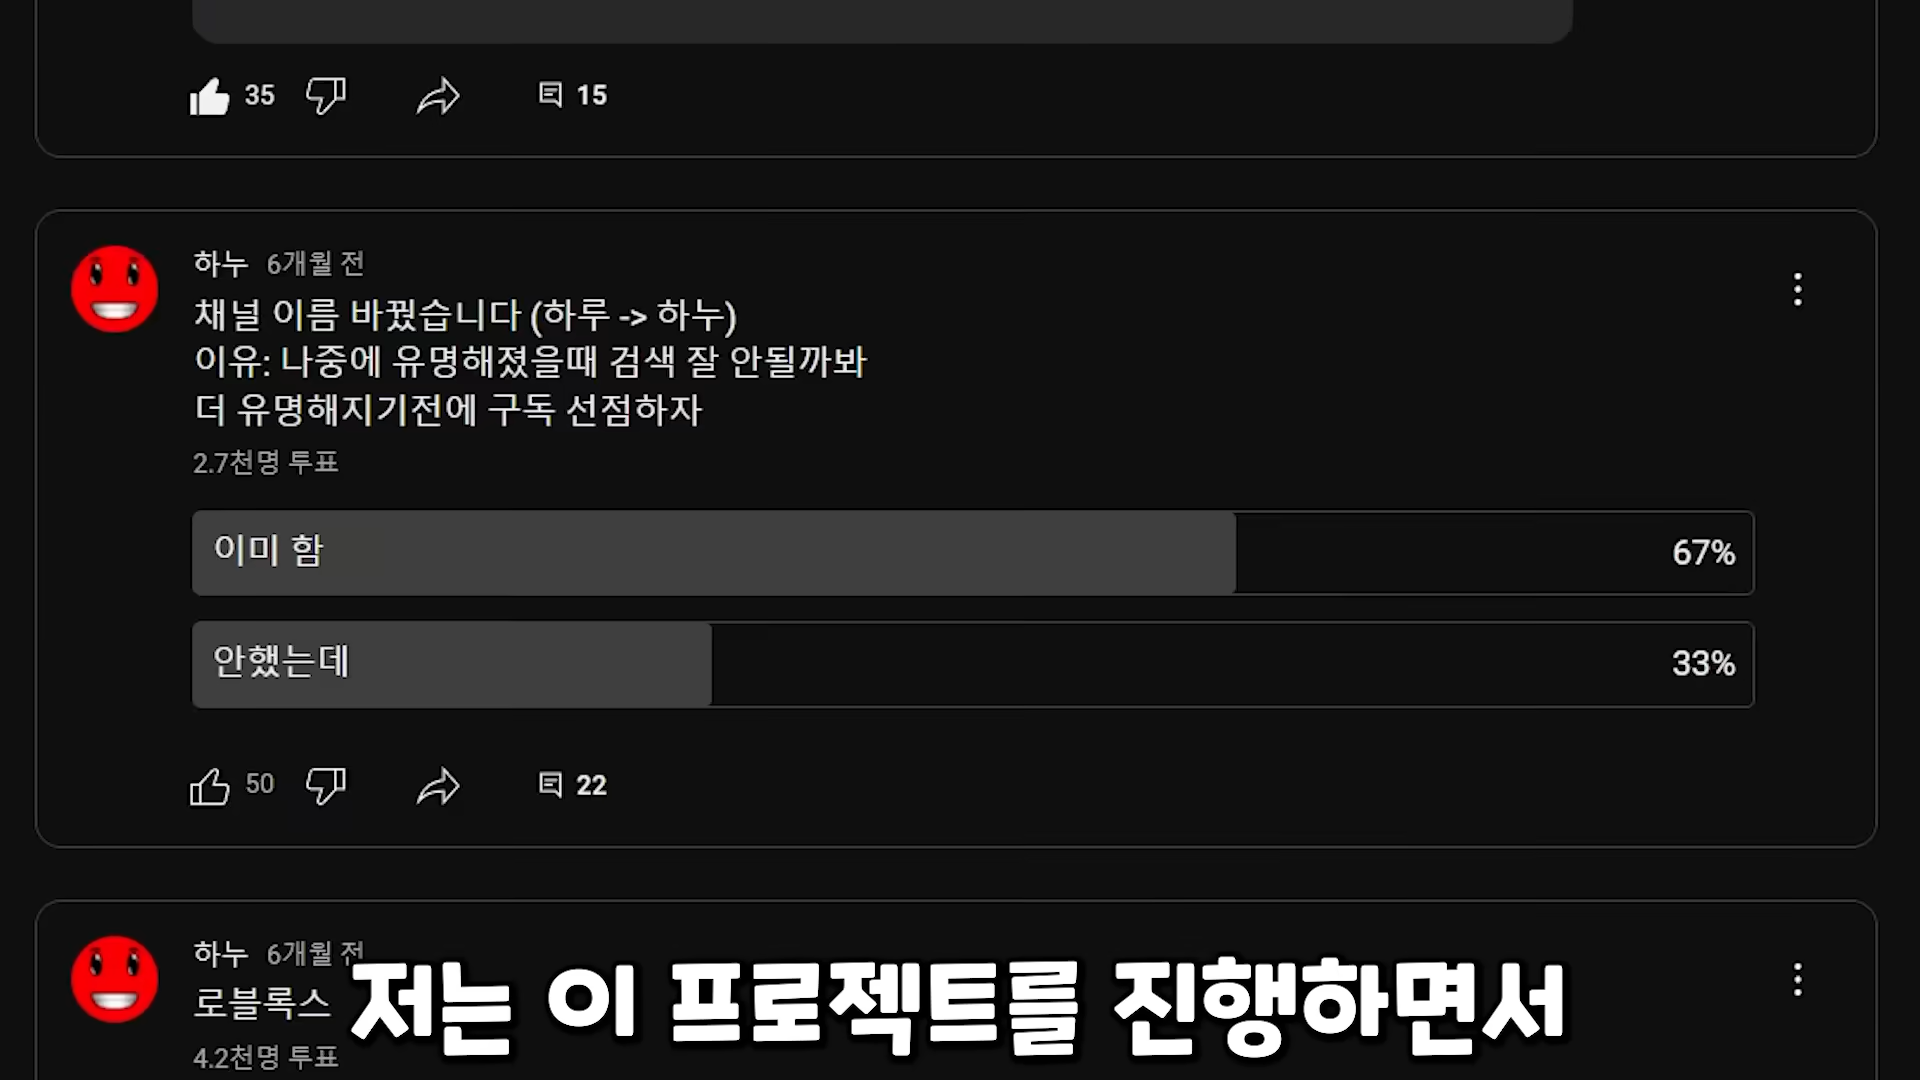 35
15
하누 6개월 전
채널 이름 바꿨습니다 (하루 -> 하누)
이유: 나중에 유명해졌을때 검색 잘 안될까봐
더 유명해지기전에 구독 선점하자
2.7천명 투표
이미 함 67%
안했는데 33%
50
22
하누 6개월 전
로블록스
4.2천명 투표
저는 이 프로젝트를 진행하면서